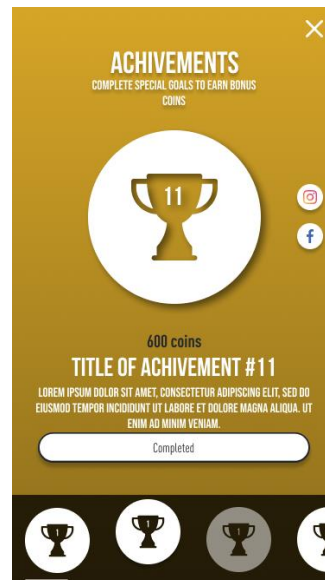 ACHIVEMENTS
COMPLETE SPECIAL GOALS TO EARN BONUS
COINS
11
600 coins
TITLE OF ACHIVEMENT #11
LOREM IPSUM DOLOR SIT AMET, CONSECTETUR ADIPISCING ELIT, SED DO
EIUSMOD TEMPOR INCIDIDUNT UT LABORE ET DOLORE MAGNA ALIQUA. UT
ENIM AD MINIM VENIAM.
Completed
1
1
1